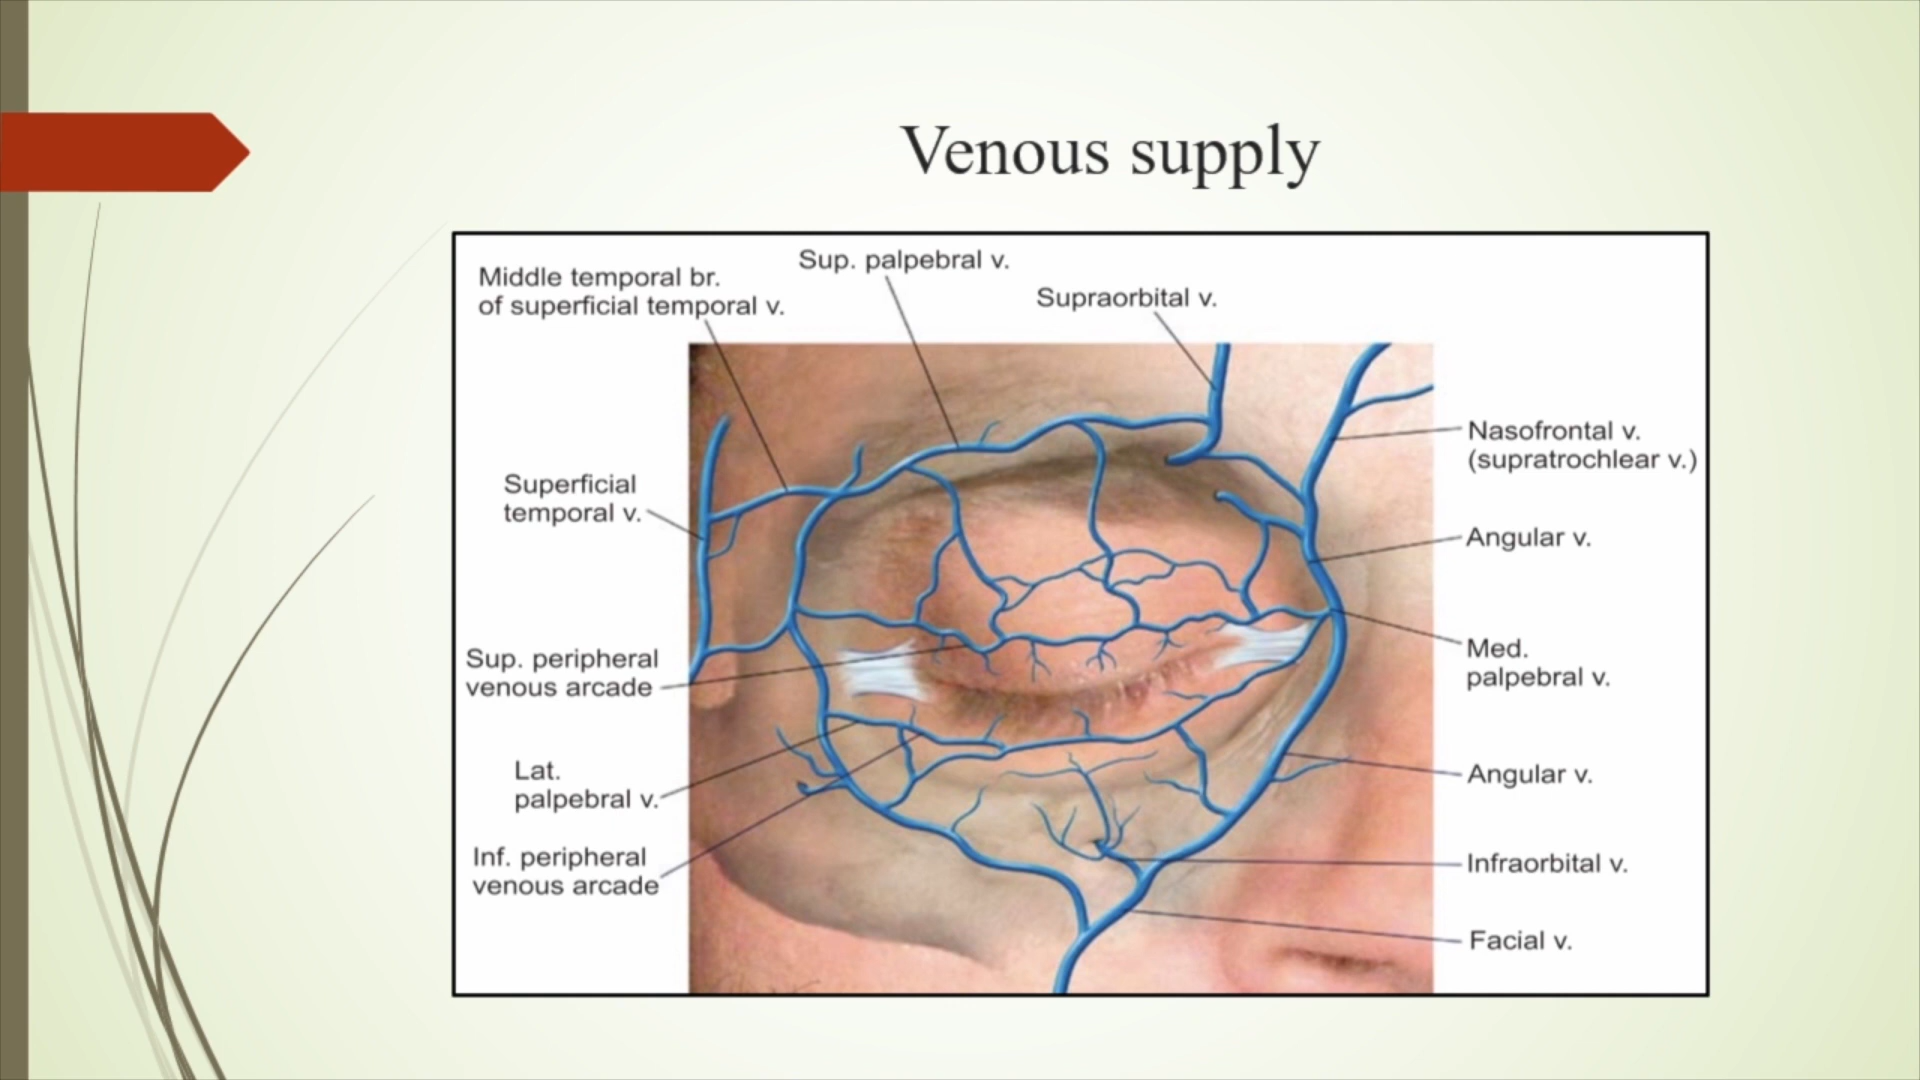 Venous supply
Sup. palpebral v.
Middle temporal br.
of superficial temporal v.
Supraorbital v.
Nasofrontal v.
(supratrochlear v.)
Superficial
temporal v.
Angular v.
Med.
palpebral v.
Sup. peripheral
venous arcade
Lat.
palpebral v.
Angular v.
Inf. peripheral
venous arcade
Infraorbital v.
Facial v.